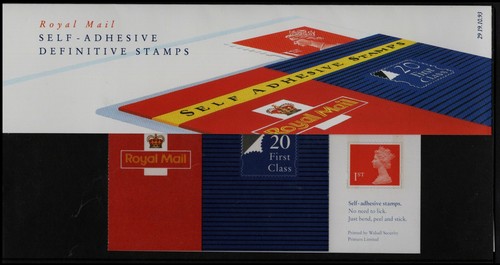 Royal Mail
SELF-ADHESIVE
DEFINITIVE STAMPS
29 19.10.93
1ST
SELF ADHESIVE STAMPS
20
First
Class
Royal Mail
Royal Mail
20
First
Class
1ST
Self-adhesive stamps.
No need to lick.
Just bend, peel and stick.
Printed by Walsall Security
Printers Limited